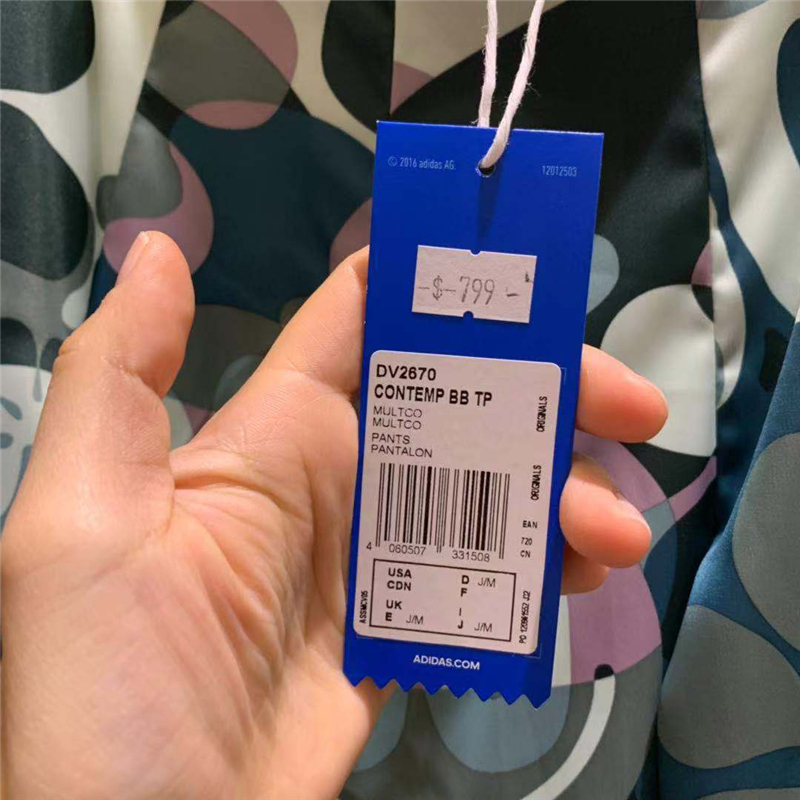 © 2016 adidas AG.
12012503
-$-799-
DV2670
CONTEMP BB TP
MULTCO
MULTCO
PANTS
PANTALON
ORIGINALS
ORIGINALS
EAN
720
CN
4 060507 331508
USA
CDN
D J/M
F
UK
E J/M
I
J J/M
ADIDAS.COM